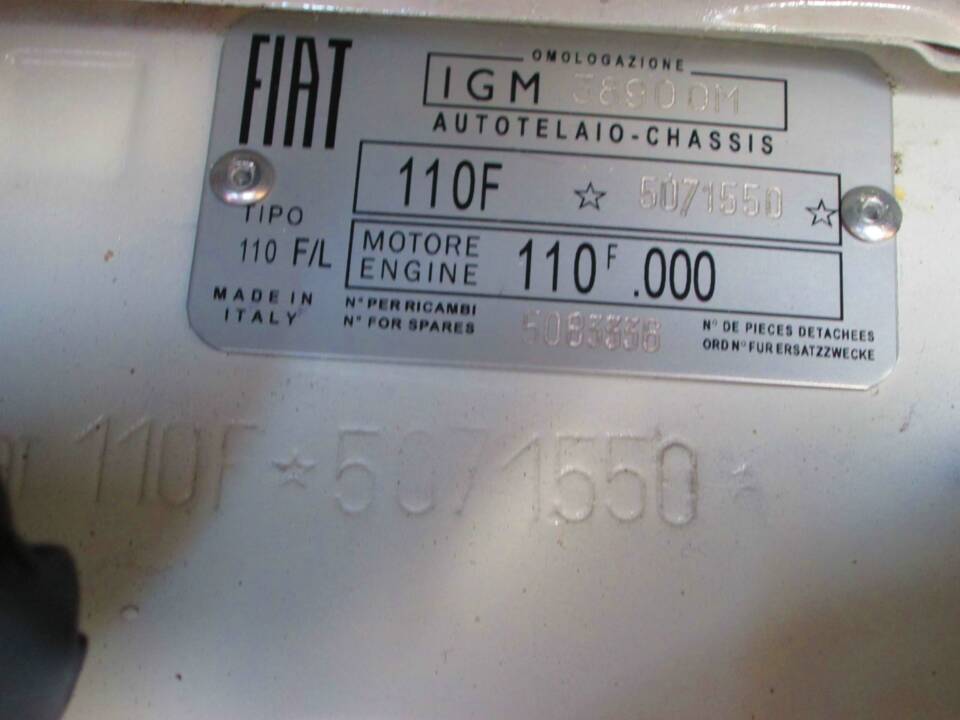 FIAT
OMOLOGAZIONE
IGM 38900M
AUTOTELAIO-CHASSIS
110F ☆ 5071550 ☆
TIPO
110 F/L
MOTORE
ENGINE 110F .000
MADE IN
ITALY
N° PER RICAMBI
N° FOR SPARES
N° DE PIECES DETACHEES
ORD N° FUR ERSATZZWECKE
110F ☆ 5071550 ☆